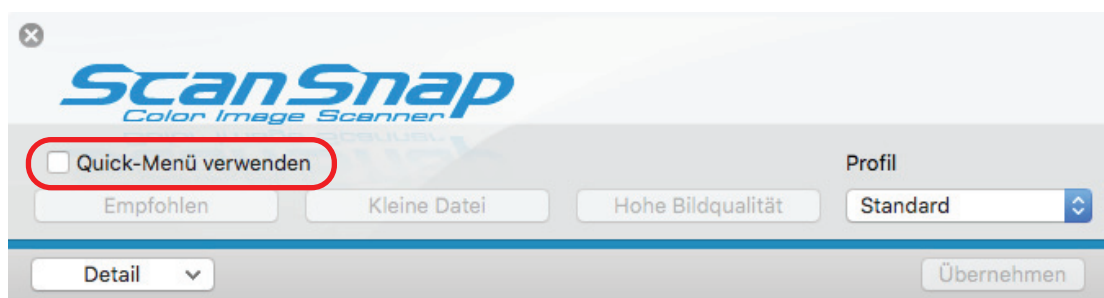 ScanSnap
Color Image Scanner
Quick-Menü verwenden
Profil
Empfohlen
Kleine Datei
Hohe Bildqualität
Standard
Detail
Übernehmen